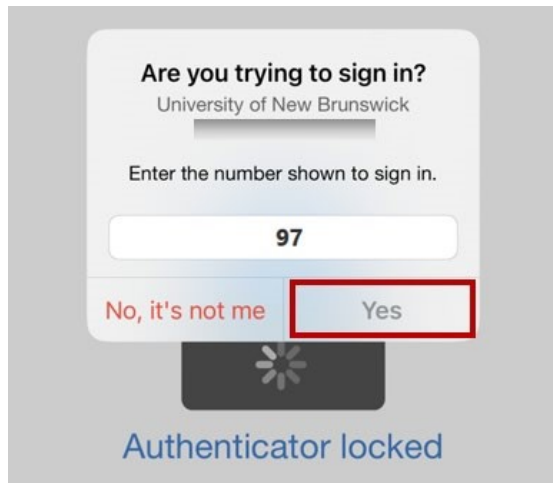 Are you trying to sign in?
University of New Brunswick
Enter the number shown to sign in.
97
No, it's not me
Yes
Authenticator locked